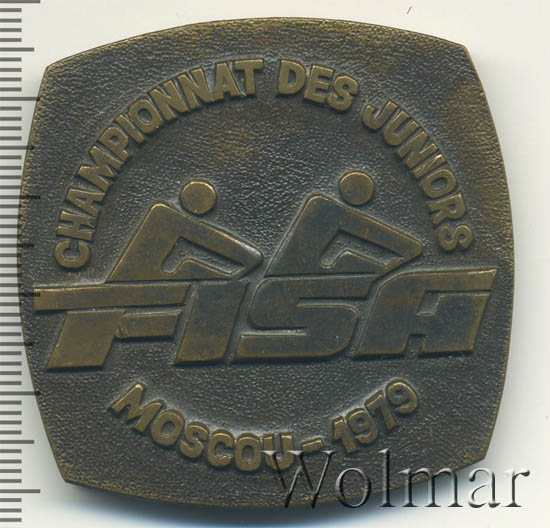 CHAMPIONNAT DES JUNIORS
FISA
MOSCOU-1979
Wolmar